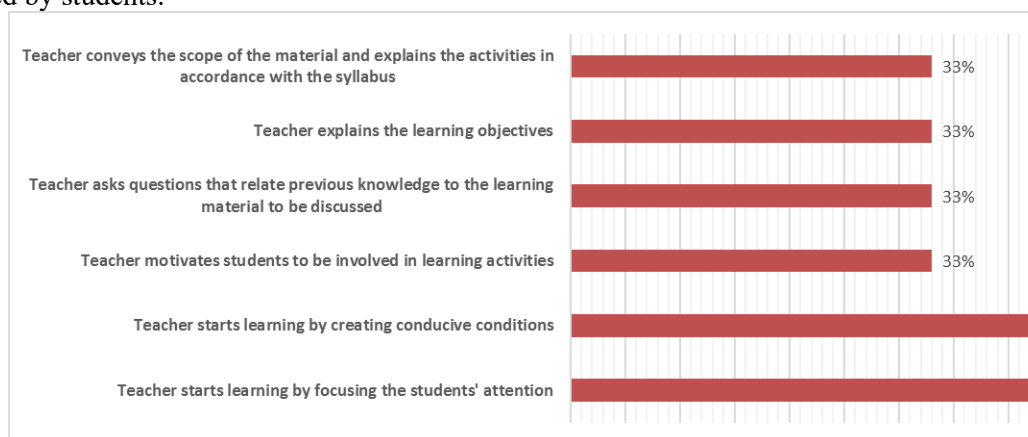 by students.
Teacher conveys the scope of the material and explains the activities in
accordance with the syllabus
33%
Teacher explains the learning objectives
33%
Teacher asks questions that relate previous knowledge to the learning
material to be discussed
33%
Teacher motivates students to be involved in learning activities
33%
Teacher starts learning by creating conducive conditions
Teacher starts learning by focusing the students' attention